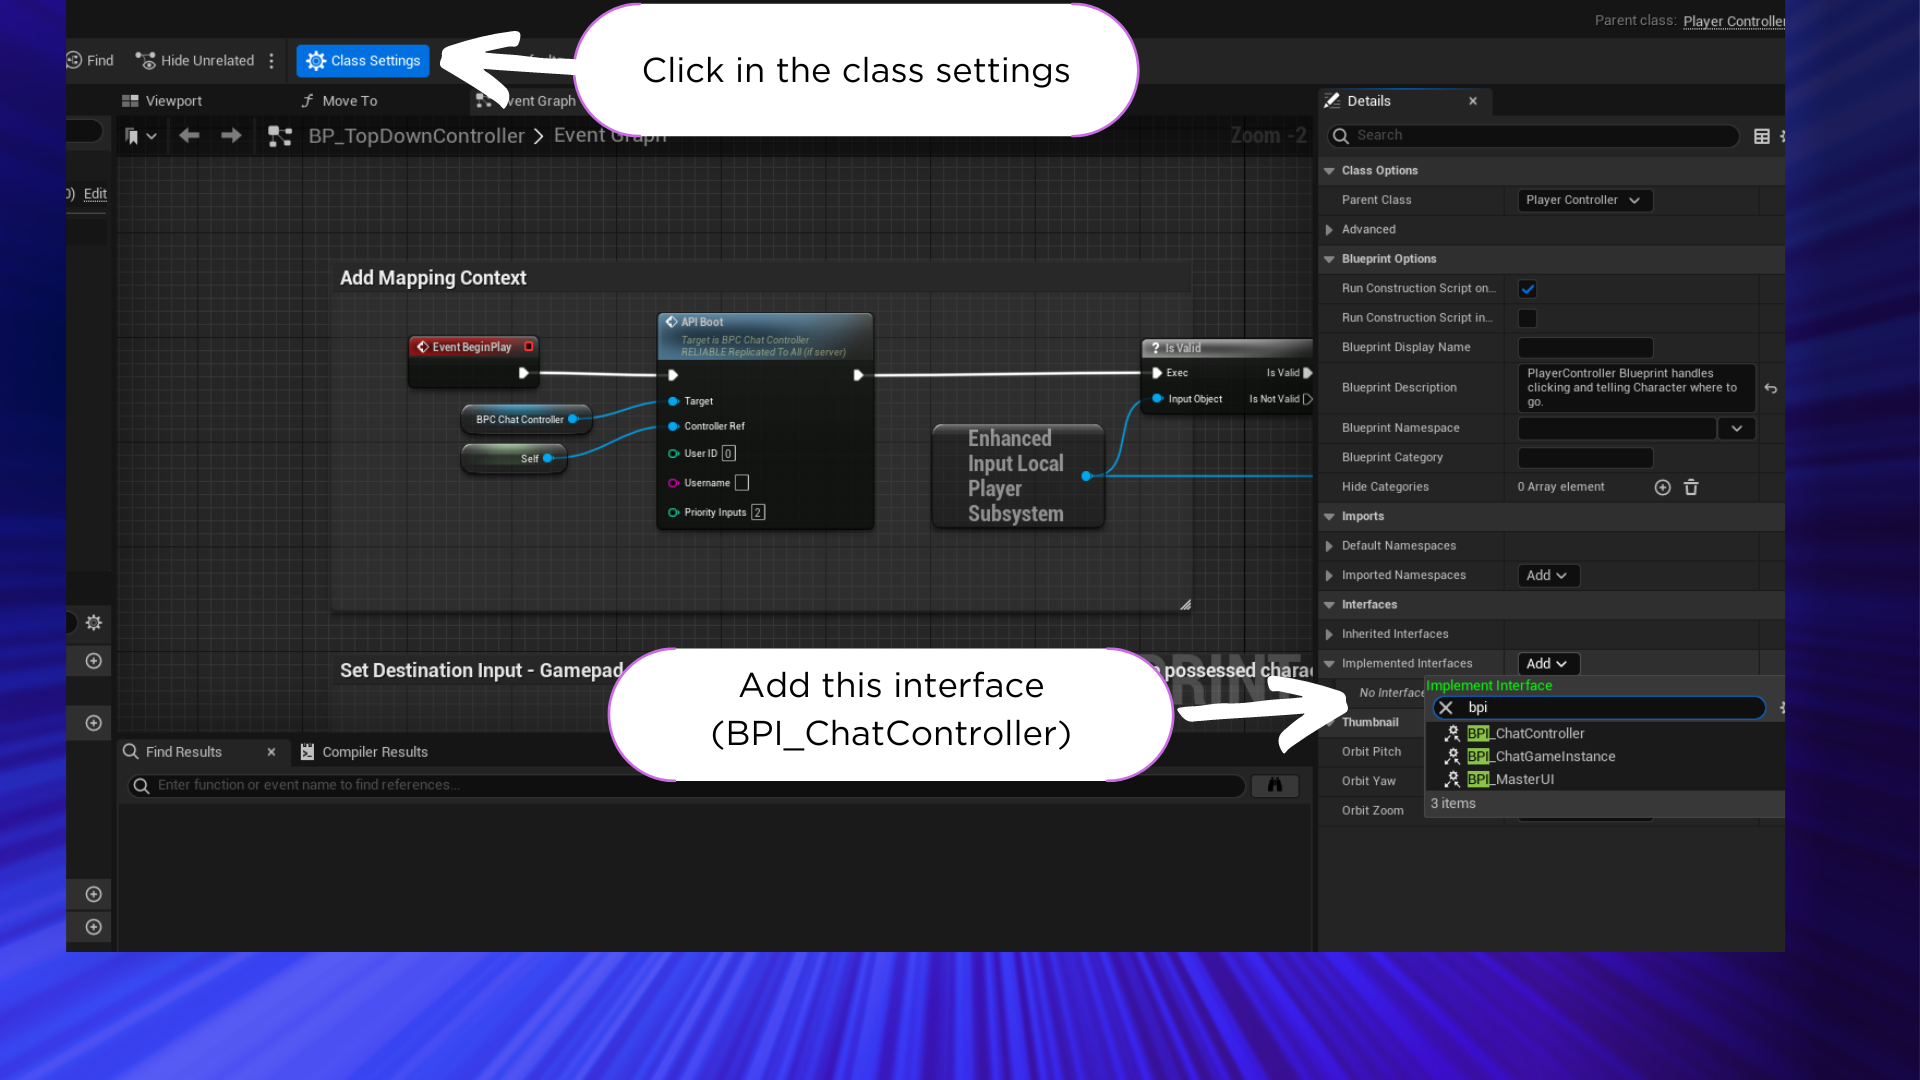 Parent class: Player Controller
Find
Hide Unrelated
Class Settings
Click in the class settings
Viewport
Move To
Event Graph
Details
BP_TopDownController > Event Graph
Zoom -2
Search
Class Options
Edit
Parent Class
Player Controller
Advanced
Blueprint Options
Add Mapping Context
Run Construction Script on...
Run Construction Script in...
Blueprint Display Name
Blueprint Description
PlayerController Blueprint handles
clicking and telling Character where to
go.
Blueprint Namespace
Blueprint Category
Hide Categories
0 Array element
Imports
Default Namespaces
Imported Namespaces
Add
Interfaces
Inherited Interfaces
Implemented Interfaces
Add
Event BeginPlay
API Boot
Target is BPC Chat Controller
RELIABLE Replicated To All (if server)
BPC Chat Controller
Self
Target
Controller Ref
User ID 0
Username
Priority Inputs 2
Enhanced
Input Local
Player
Subsystem
? Is Valid
Exec
Is Valid
Input Object
Is Not Valid
Set Destination Input - Gamepad
possessed charac
PRINT
Add this interface
(BPI_ChatController)
No Interface
Implement Interface
bpi
BPI_ChatController
BPI_ChatGameInstance
BPI_MasterUI
3 items
Thumbnail
Orbit Pitch
Orbit Yaw
Orbit Zoom
Find Results
Compiler Results
Enter function or event name to find references...